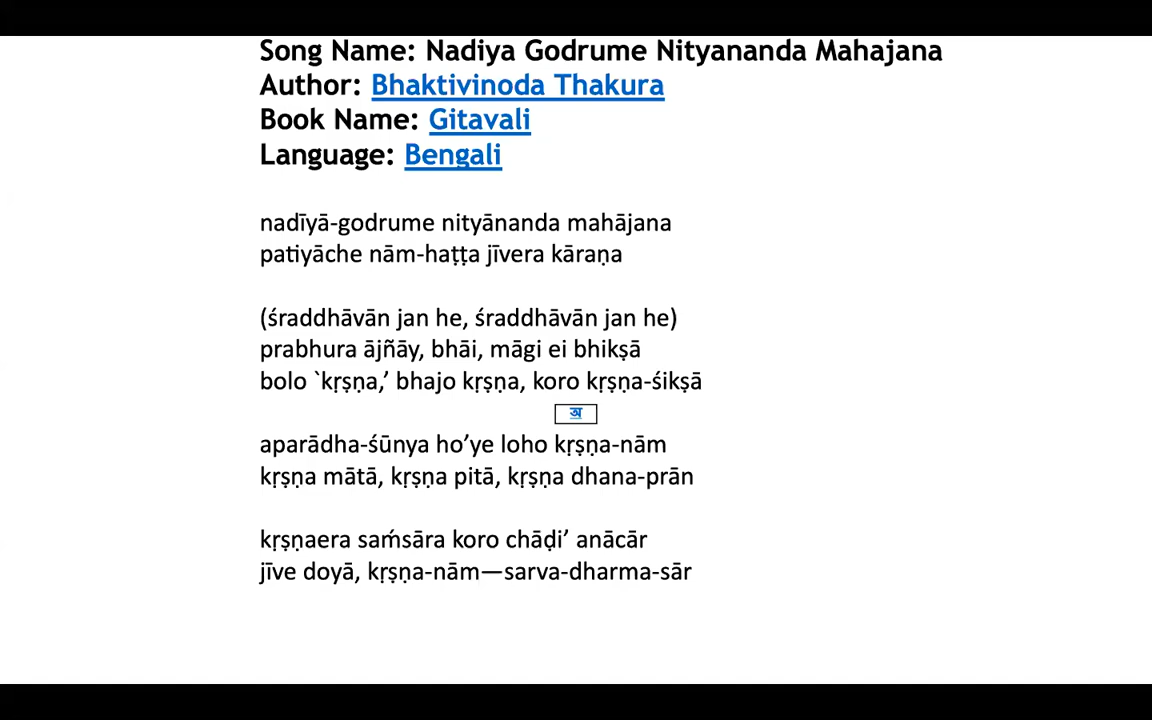 Song Name: Nadiya Godrume Nityananda Mahajana
Author: Bhaktivinoda Thakura
Book Name: Gitavali
Language: Bengali
nadīyā-godrume nityānanda mahājana
patiyāche nām-haṭṭa jīvera kāraṇa
(śraddhāvān jan he, śraddhāvān jan he)
prabhura ājñāy, bhāi, māgi ei bhikṣā
bolo `kṛṣṇa,’ bhajo kṛṣṇa, koro kṛṣṇa-śikṣā
অ
aparādha-śūnya ho’ye loho kṛṣṇa-nām
kṛṣṇa mātā, kṛṣṇa pitā, kṛṣṇa dhana-prān
kṛṣṇaera saḿsāra koro chāḍi’ anācār
jīve doyā, kṛṣṇa-nām—sarva-dharma-sār